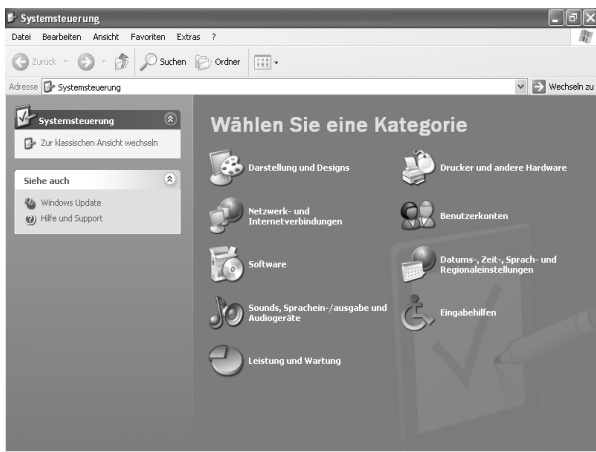 Systemsteuerung
Datei Bearbeiten Ansicht Favoriten Extras ?
Zurück Suchen Ordner
Adresse Systemsteuerung Wechseln zu
Systemsteuerung
Zur klassischen Ansicht wechseln
Siehe auch
Windows Update
Hilfe und Support
Wählen Sie eine Kategorie
Darstellung und Designs
Drucker und andere Hardware
Netzwerk- und
Internetverbindungen
Benutzerkonten
Software
Datums-, Zeit-, Sprach- und
Regionaleinstellungen
Sounds, Sprachein-/ausgabe und
Audiogeräte
Eingabehilfen
Leistung und Wartung